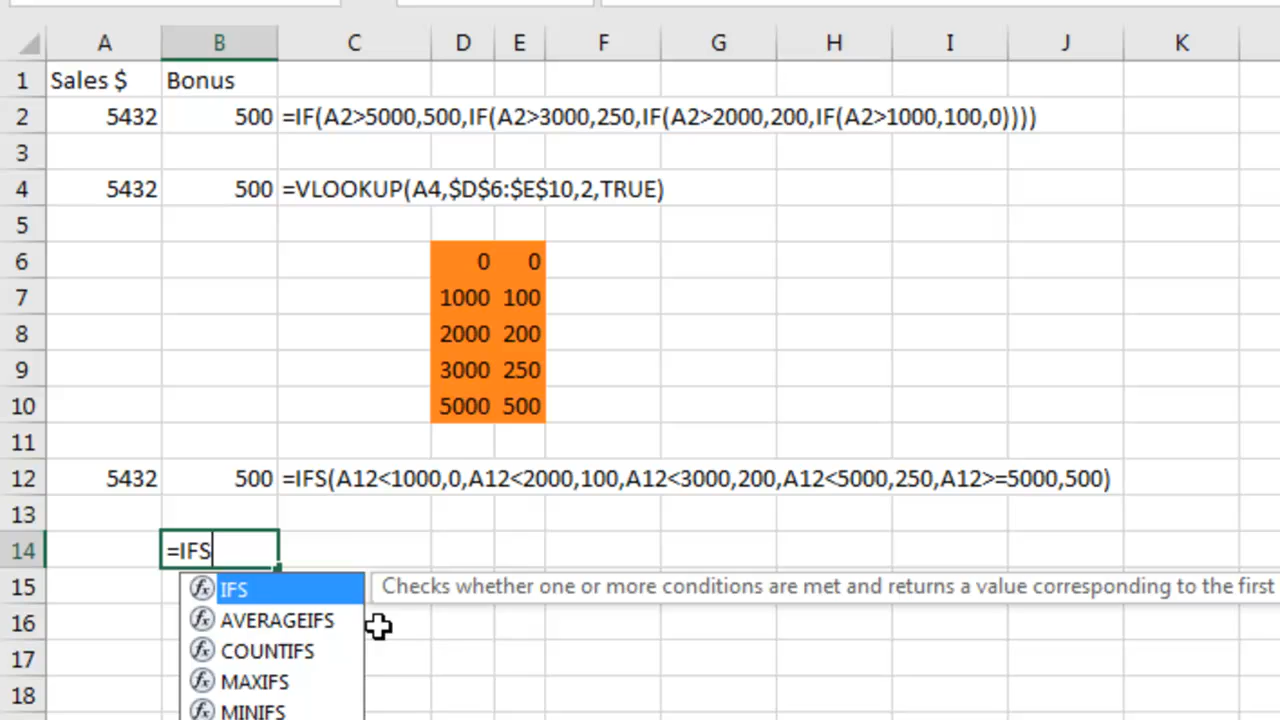 A B C D E F G H I J K
1 Sales $ Bonus
2 5432 500 =IF(A2>5000,500,IF(A2>3000,250,IF(A2>2000,200,IF(A2>1000,100,0))))
3
4 5432 500 =VLOOKUP(A4,$D$6:$E$10,2,TRUE)
5
6 0 0
7 1000 100
8 2000 200
9 3000 250
10 5000 500
11
12 5432 500 =IFS(A12<1000,0,A12<2000,100,A12<3000,200,A12<5000,250,A12>=5000,500)
13
14 =IFS
15 fx IFS Checks whether one or more conditions are met and returns a value corresponding to the first
16 fx AVERAGEIFS
17 fx COUNTIFS
18 fx MAXIFS
fx MINIFS